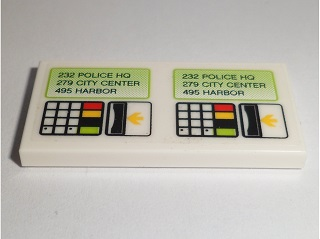 232 POLICE HQ
279 CITY CENTER
495 HARBOR
232 POLICE HQ
279 CITY CENTER
495 HARBOR